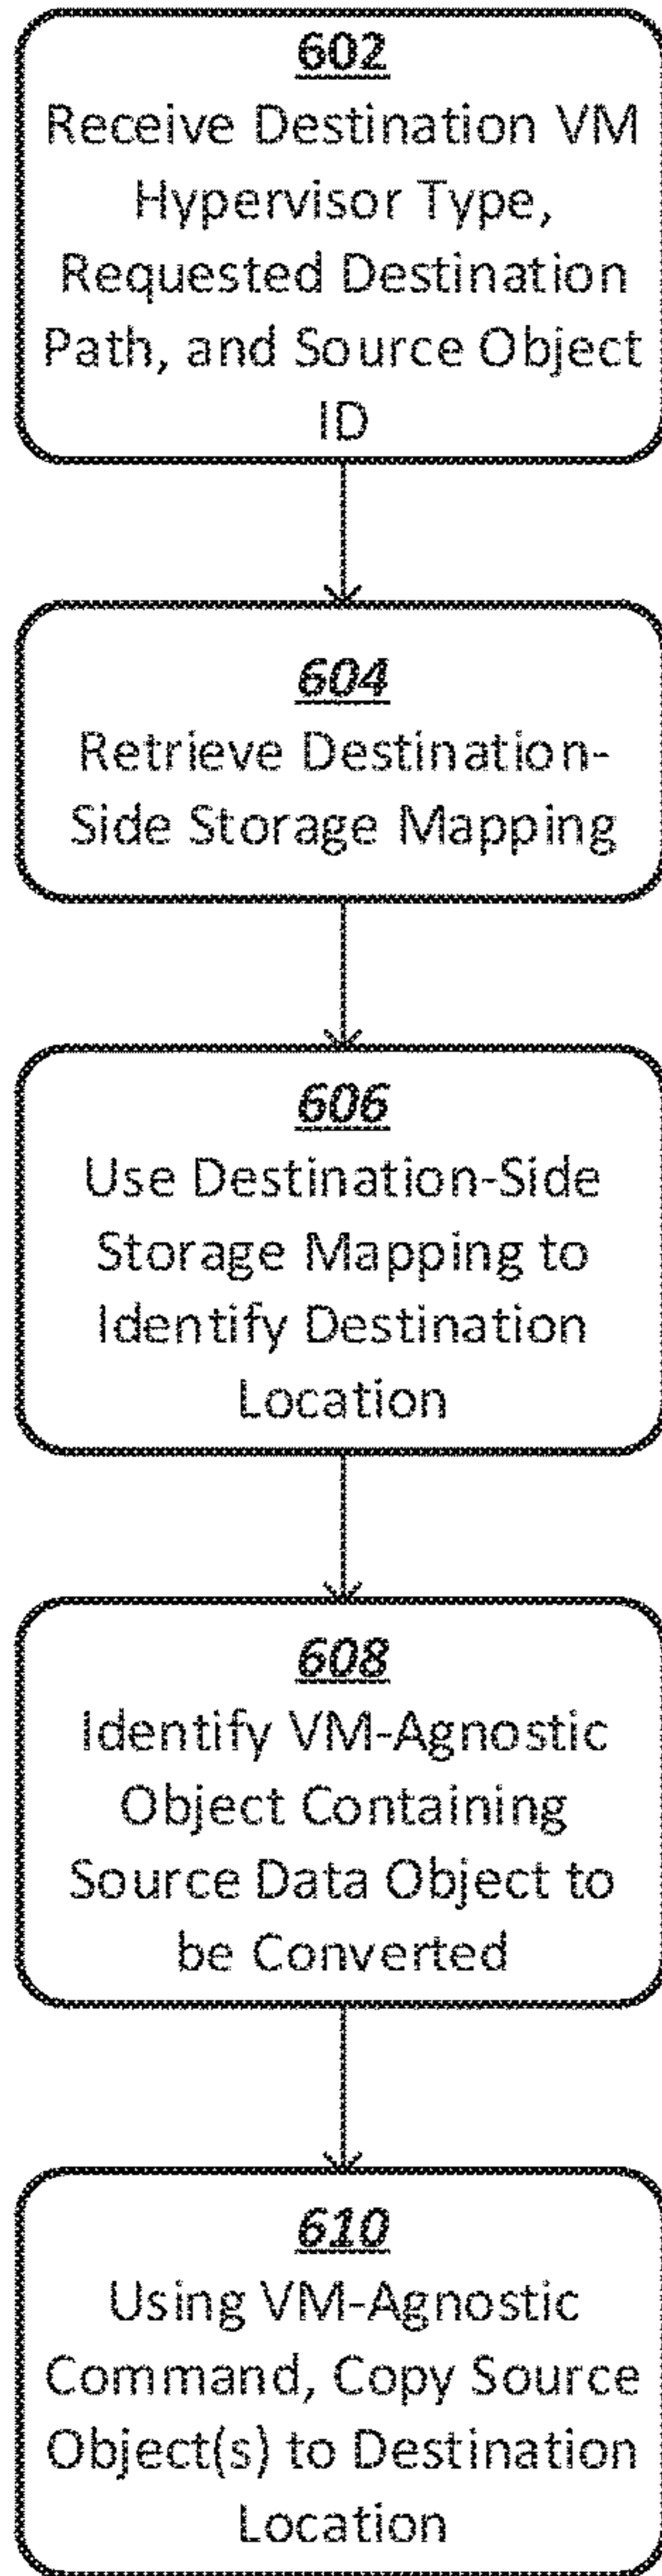 602
Receive Destination VM
Hypervisor Type,
Requested Destination
Path, and Source Object
ID
604
Retrieve Destination-
Side Storage Mapping
606
Use Destination-Side
Storage Mapping to
Identify Destination
Location
608
Identify VM-Agnostic
Object Containing
Source Data Object to
be Converted
610
Using VM-Agnostic
Command, Copy Source
Object(s) to Destination
Location